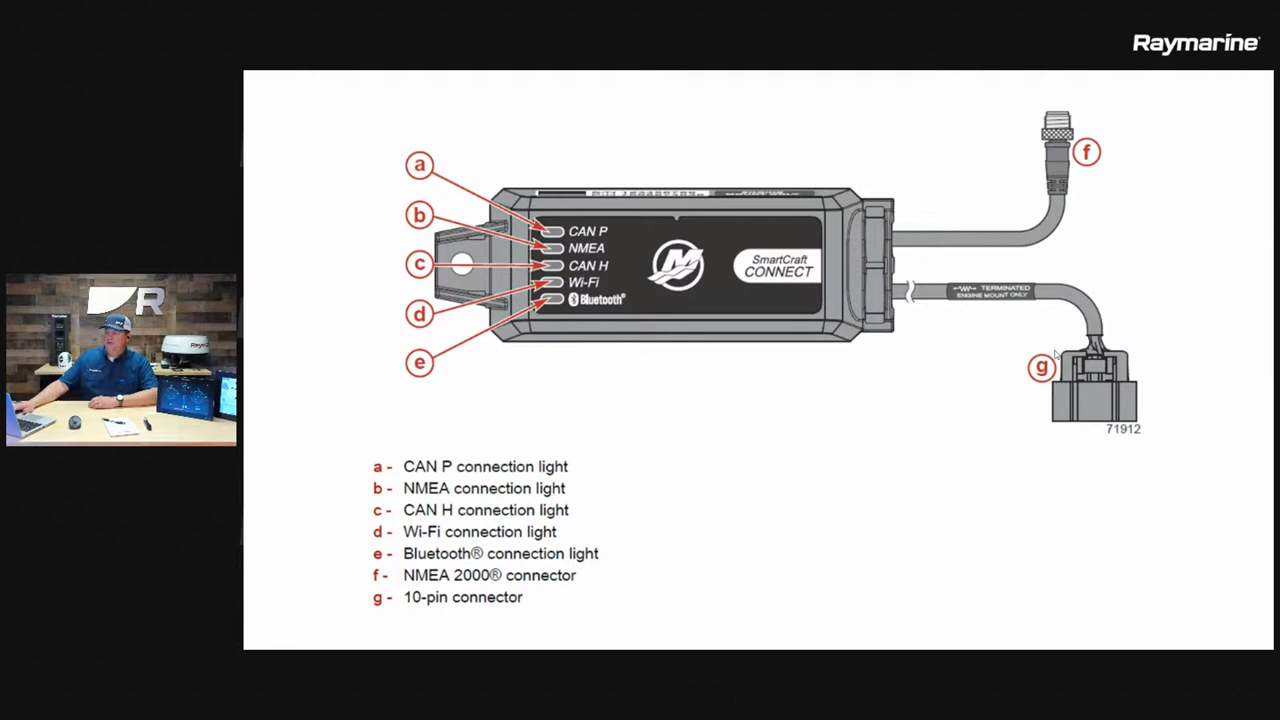 Raymarine
a
b
c
d
e
f
g
CAN P
NMEA
CAN H
Wi-Fi
Bluetooth®
SmartCraft
CONNECT
TERMINATED
ENGINE MOUNT ONLY
71912
R
a - CAN P connection light
b - NMEA connection light
c - CAN H connection light
d - Wi-Fi connection light
e - Bluetooth® connection light
f - NMEA 2000® connector
g - 10-pin connector